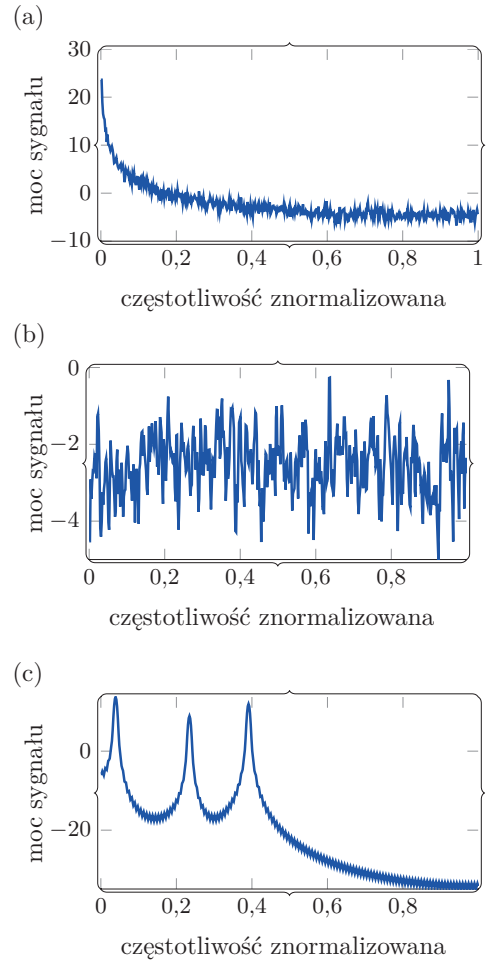 (a)
30
20
10
0
−10
moc sygnału
0 0,2 0,4 0,6 0,8 1
częstotliwość znormalizowana
(b)
0
−2
−4
moc sygnału
0 0,2 0,4 0,6 0,8
częstotliwość znormalizowana
(c)
0
−20
moc sygnału
0 0,2 0,4 0,6 0,8
częstotliwość znormalizowana